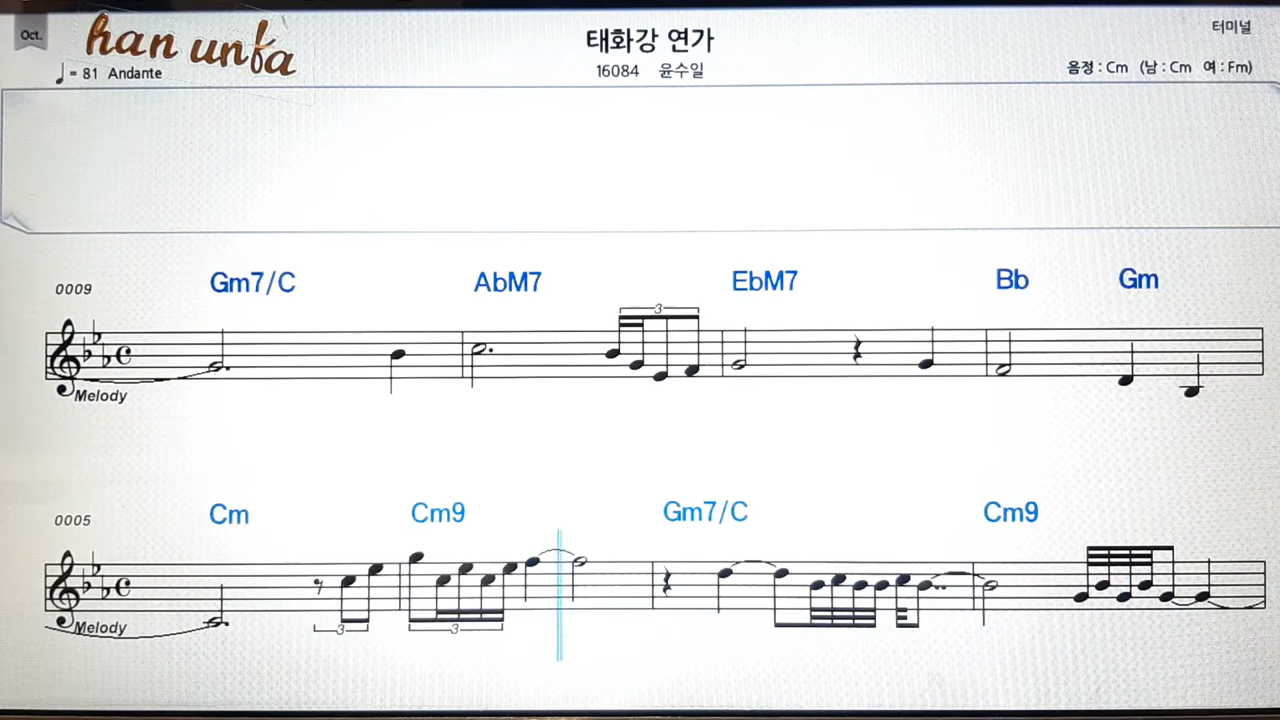 Oct.
han unfa
태화강 연가
터미널
♩= 81 Andante
16084 윤수일
음정 : Cm (남 : Cm 여 : Fm)
0009 Gm7/C AbM7 EbM7 Bb Gm
3
Melody
0005 Cm Cm9 Gm7/C Cm9
Melody
3 3